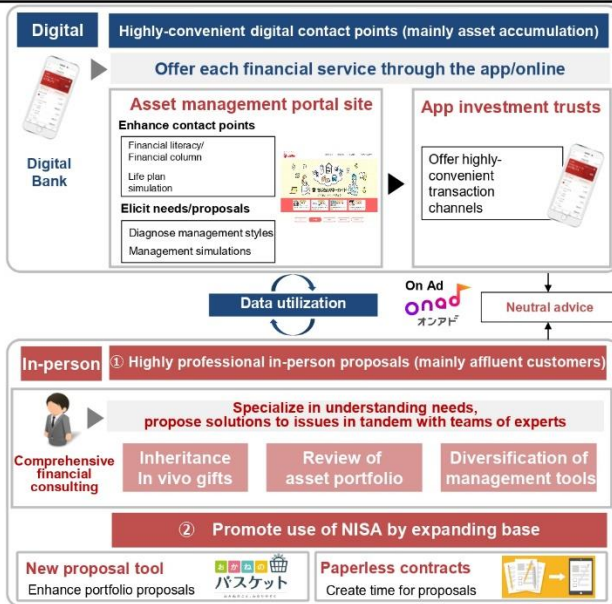 Digital
Highly-convenient digital contact points (mainly asset accumulation)
Offer each financial service through the app/online
Digital
Bank
Asset management portal site
Enhance contact points
Financial literacy/
Financial column
Life plan
simulation
Elicit needs/proposals
Diagnose management styles
Management simulations
App investment trusts
Offer highly-
convenient
transaction
channels
Data utilization
On Ad
onad
オンアド
Neutral advice
In-person
① Highly professional in-person proposals (mainly affluent customers)
Specialize in understanding needs,
propose solutions to issues in tandem with teams of experts
Comprehensive
financial
consulting
Inheritance
In vivo gifts
Review of
asset portfolio
Diversification of
management tools
② Promote use of NISA by expanding base
New proposal tool
Enhance portfolio proposals
おかねの
バスケット
Paperless contracts
Create time for proposals